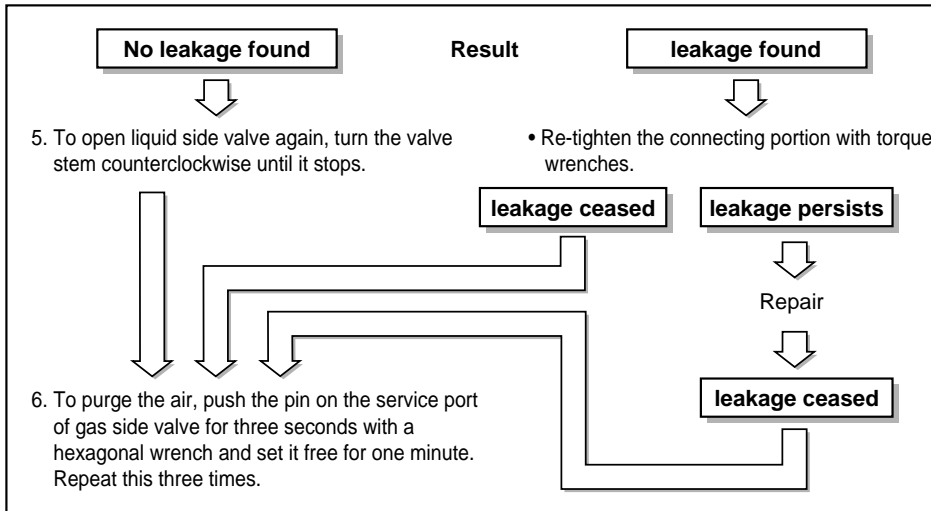 No leakage found
Result
leakage found
5. To open liquid side valve again, turn the valve
stem counterclockwise until it stops.
• Re-tighten the connecting portion with torque
wrenches.
leakage ceased
leakage persists
Repair
leakage ceased
6. To purge the air, push the pin on the service port
of gas side valve for three seconds with a
hexagonal wrench and set it free for one minute.
Repeat this three times.